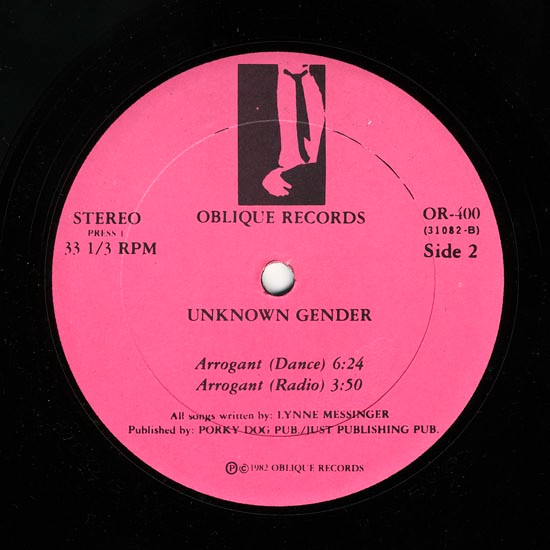 OBLIQUE RECORDS
STEREO
PRESS 1
33 1/3 RPM
OR-400
(31082-B)
Side 2
UNKNOWN GENDER
Arrogant (Dance) 6:24
Arrogant (Radio) 3:50
All songs written by: LYNNE MESSINGER
Published by: PORKY DOG PUB./JUST PUBLISHING PUB.
Ⓟ©1982 OBLIQUE RECORDS